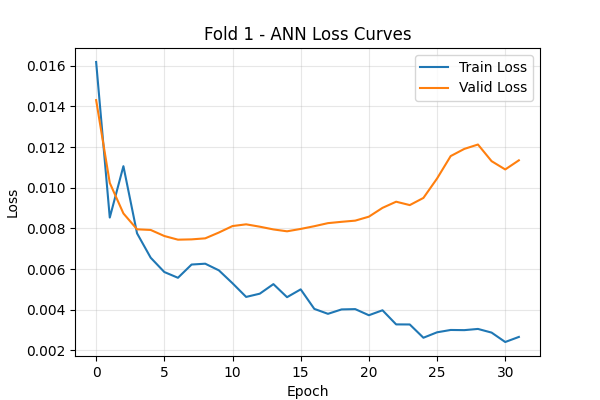 Fold 1 - ANN Loss Curves
Train Loss
Valid Loss
0.016
0.014
0.012
0.010
0.008
0.006
0.004
0.002
Loss
0 5 10 15 20 25 30
Epoch